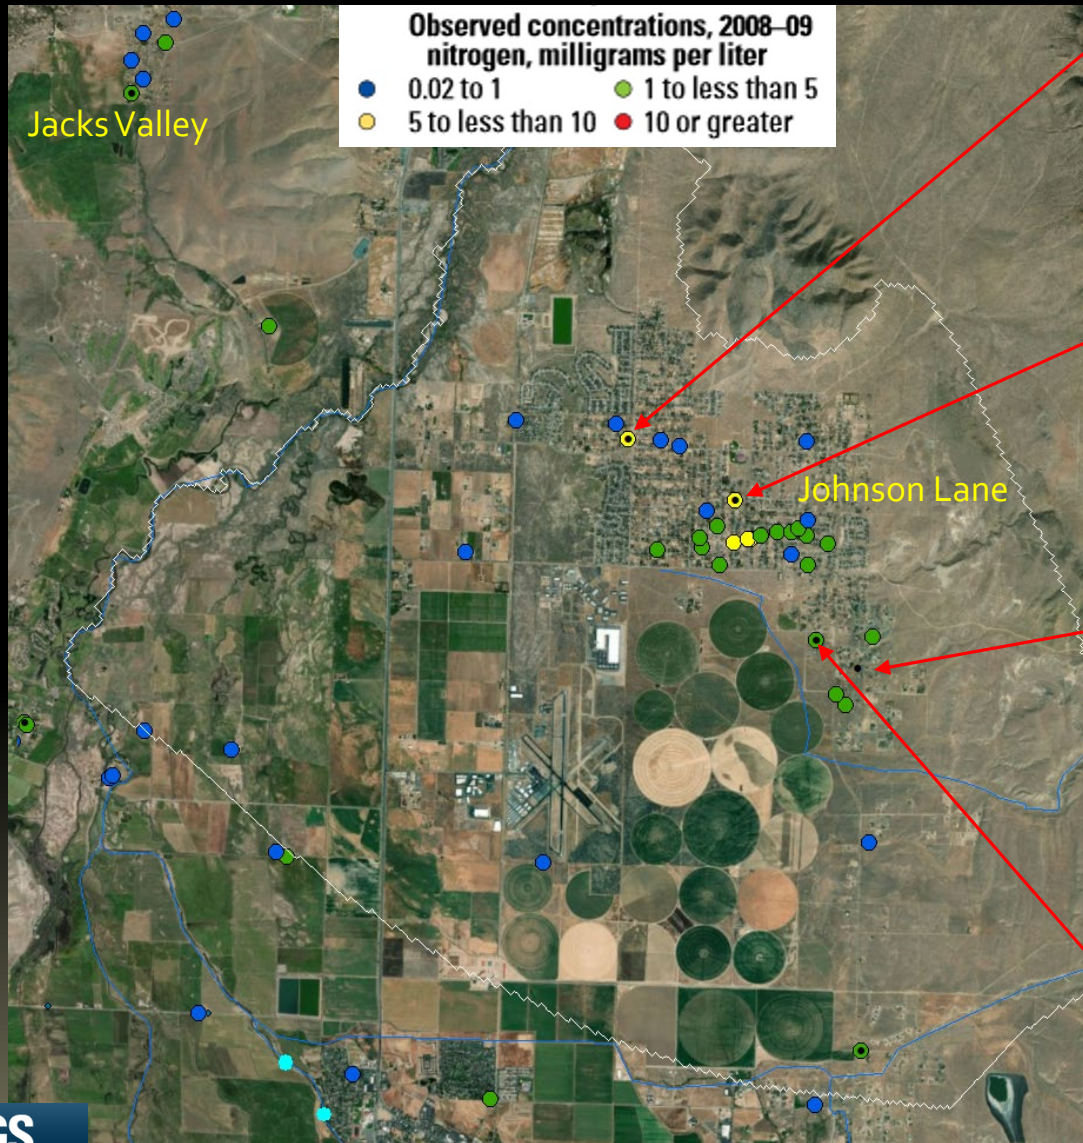 Observed concentrations, 2008–09
nitrogen, milligrams per liter
0.02 to 1
1 to less than 5
5 to less than 10
10 or greater
Jacks Valley
Johnson Lane
GS